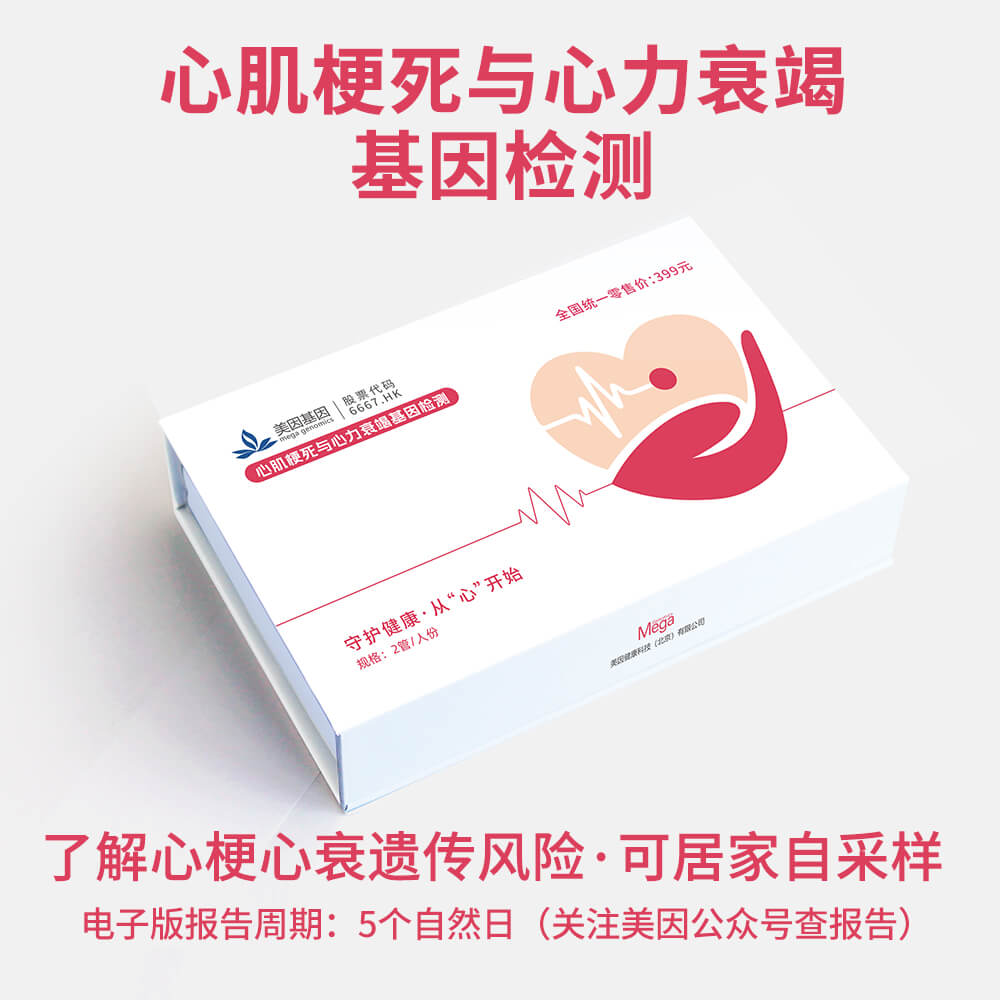 心肌梗死与心力衰竭
基因检测
全国统一零售价:399元
美因基因
mega genomics
股票代码
6667.HK
心肌梗死与心力衰竭基因检测
守护健康·从“心”开始
规格：2管/人份
Mega
美因健康科技（北京）有限公司
了解心梗心衰遗传风险·可居家自采样
电子版报告周期：5个自然日（关注美因公众号查报告）